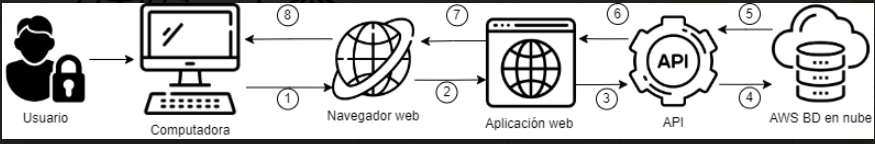 8
7
6
5
API
1
2
3
4
Usuario
Computadora
Navegador web
Aplicación web
API
AWS BD en nube